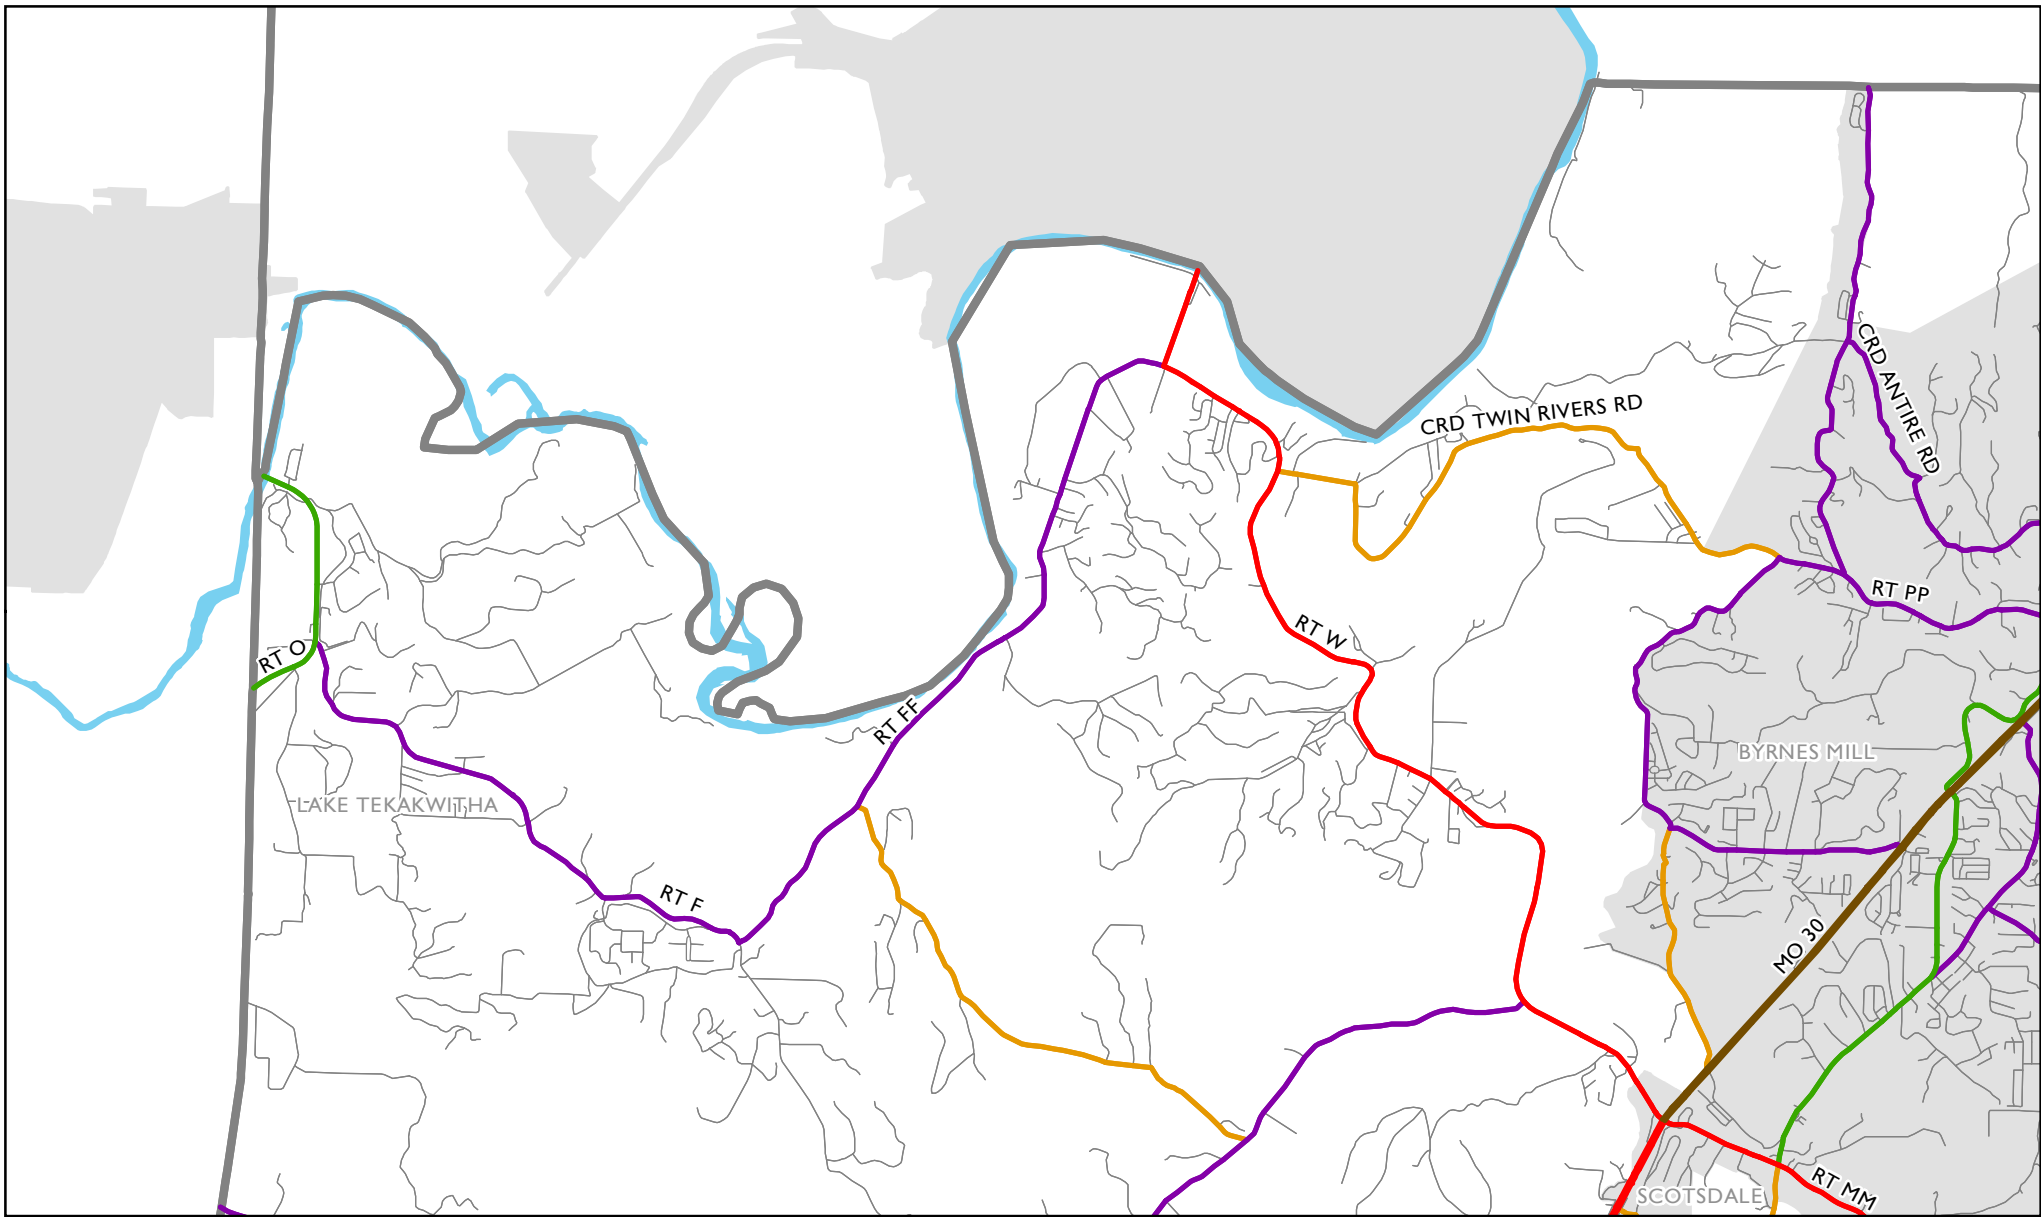 CRD ANTIRE RD
CRD TWIN RIVERS RD
RT PP
RT W
RT O
RT FF
BYRNES MILL
LAKE TEKAKWITHA
RT F
MO 30
RT MM
SCOTSDALE